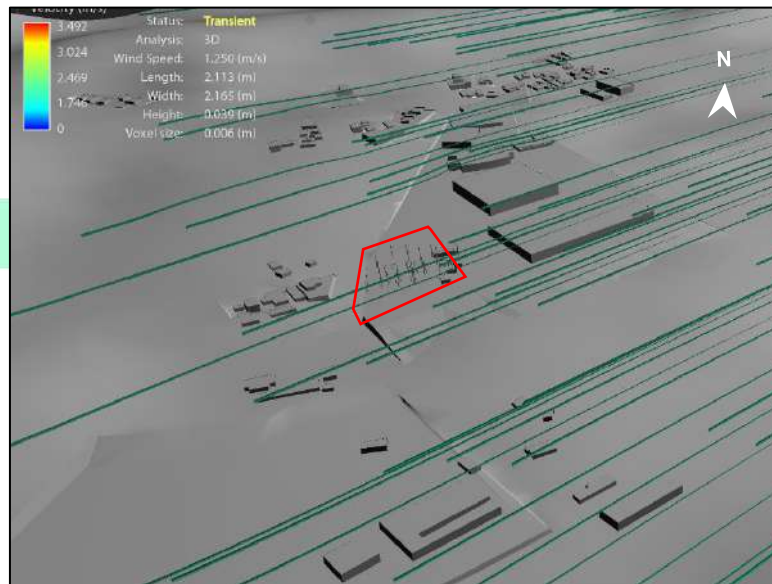 Velocity (m/s)
3.492
3.024
2.469
1.746
0
Status: Transient
Analysis: 3D
Wind Speed: 1.250 (m/s)
Length: 2.113 (m)
Width: 2.165 (m)
Height: 0.039 (m)
Voxel size: 0.006 (m)
N